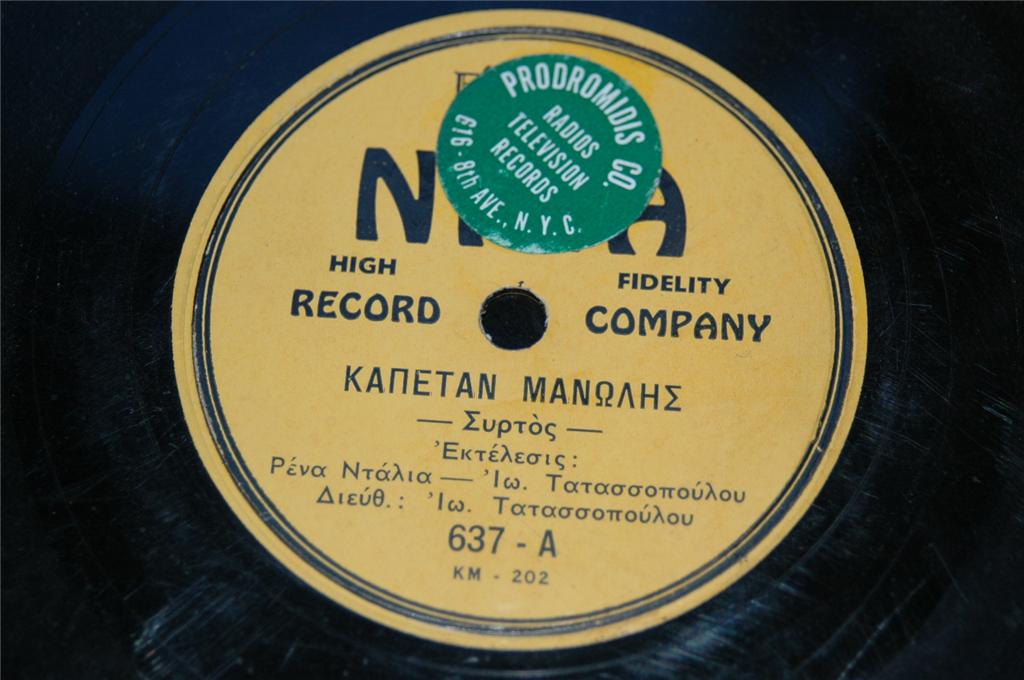 PRODROMIDIS CO.
RADIOS
TELEVISION
RECORDS
619 - 8th AVE., N. Y. C.
HIGH FIDELITY
RECORD COMPANY
ΚΑΠΕΤΑΝ ΜΑΝΩΛΗΣ
— Συρτὸς —
Ἐκτέλεσις:
Ρένα Ντάλια — Ἰω. Τατασσοπούλου
Διεύθ.: Ἰω. Τατασσοπούλου
637 - A
KM - 202